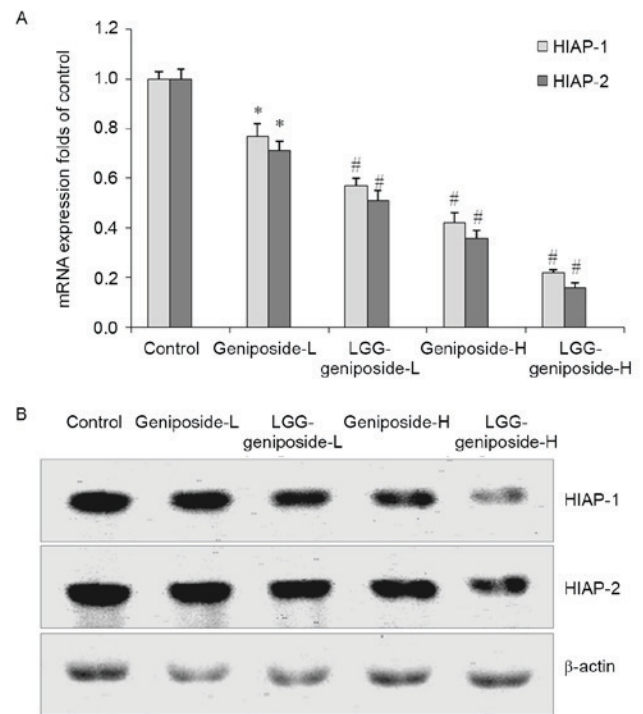 A
mRNA expression folds of control
HIAP-1
HIAP-2
1.0
0.8
0.6
0.4
0.2
0.0
* *
# #
# #
# #
Control Geniposide-L LGG- Geniposide-H LGG-
geniposide-L geniposide-H
B
Control Geniposide-L LGG- Geniposide-H LGG-
geniposide-L geniposide-H
HIAP-1
HIAP-2
β-actin